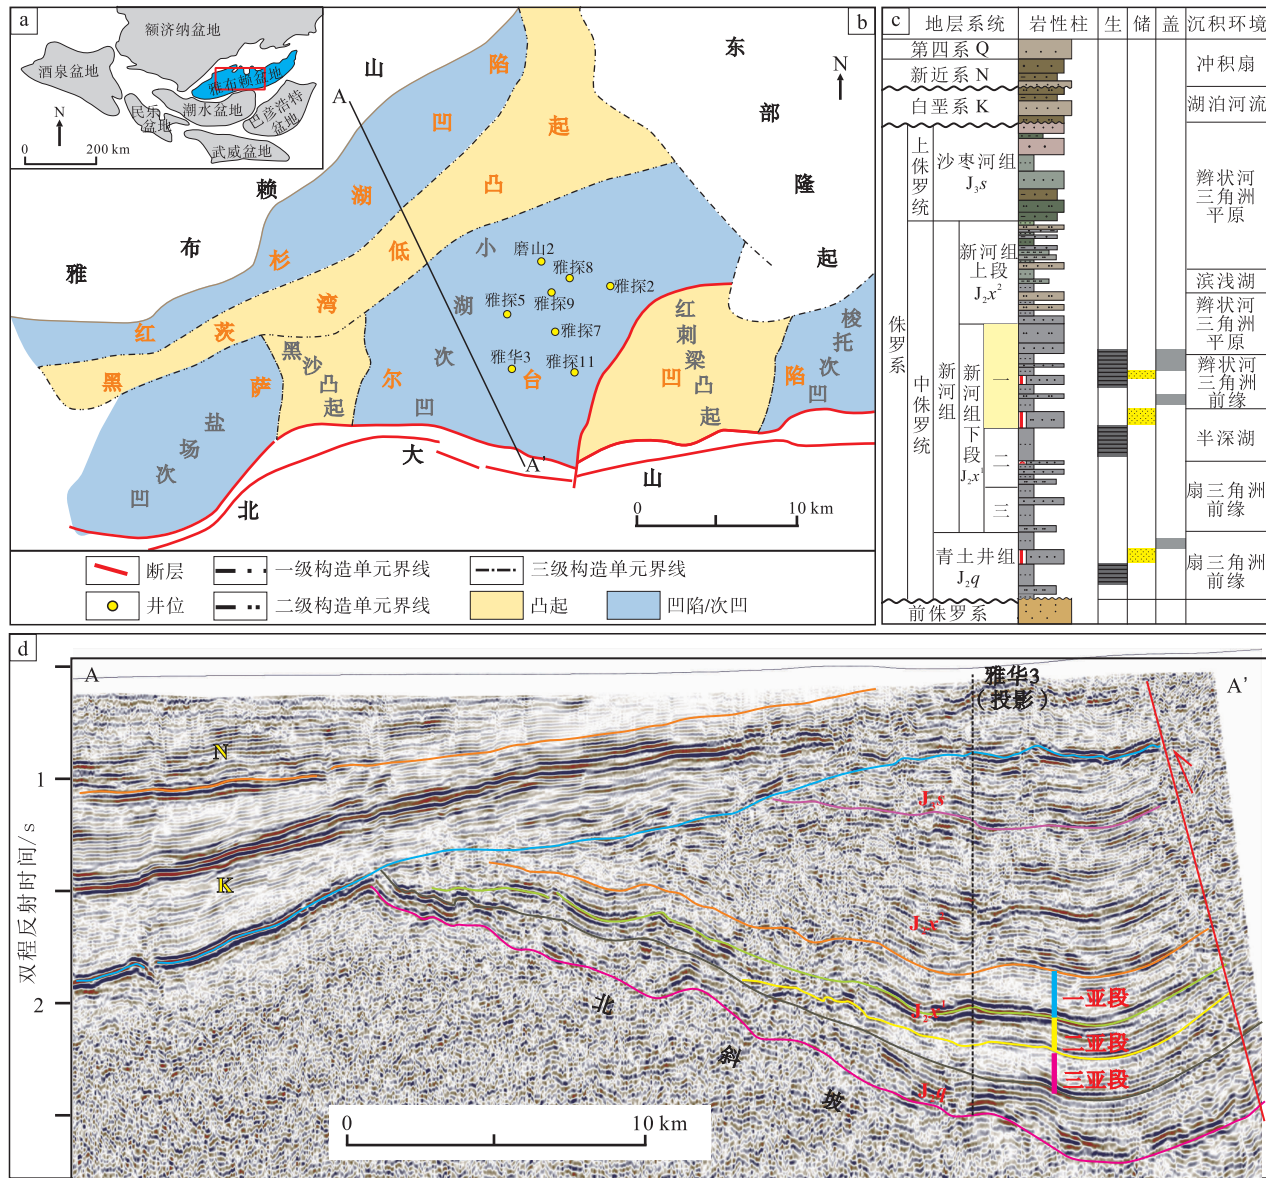 a
额济纳盆地
酒泉盆地
雅布赖盆地
潮水盆地
民乐
盆地
巴彦浩特
盆地
武威盆地
N
0
200 km
b
N
东
部
隆
起
山
赖
布
雅
A
A'
陷
凹
湖
杉
红
起
凸
低
湾
茨
黑
小
湖
次
凹
磨山2
雅探8
雅探2
雅探9
雅探5
雅探7
雅华3
雅探11
萨
尔
台
凹
陷
黑
沙
凸
起
盐
场
次
凹
红
刺
梁
凸
起
梭
托
次
凹
北
大
山
0
10 km
断层
一级构造单元界线
三级构造单元界线
井位
二级构造单元界线
凸起
凹陷/次凹
c
地层系统
岩性柱
生
储
盖
沉积环境
第四系 Q
新近系 N
白垩系 K
侏罗系
上侏罗统
沙枣河组
J₃s
中侏罗统
新河组
新河组
上段
J₂x²
新河组下段 J₂x¹
一
二
三
青土井组
J₂q
前侏罗系
冲积扇
湖泊河流
辫状河
三角洲
平原
滨浅湖
辫状河
三角洲
平原
辫状河
三角洲
前缘
半深湖
扇三角洲
前缘
扇三角洲
前缘
d
A
A'
雅华3
(投影)
N
K
J₃s
J₂x²
J₂x¹
J₂q
一亚段
二亚段
三亚段
北
斜
坡
双程反射时间/s
1
2
0
10 km